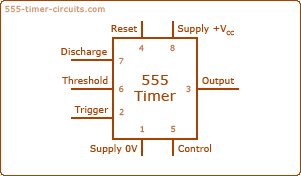 555-timer-circuits.com
Reset
Supply +Vcc
4
8
Discharge
7
Threshold
6
555
Timer
3
Output
Trigger
2
1
5
Supply 0V
Control